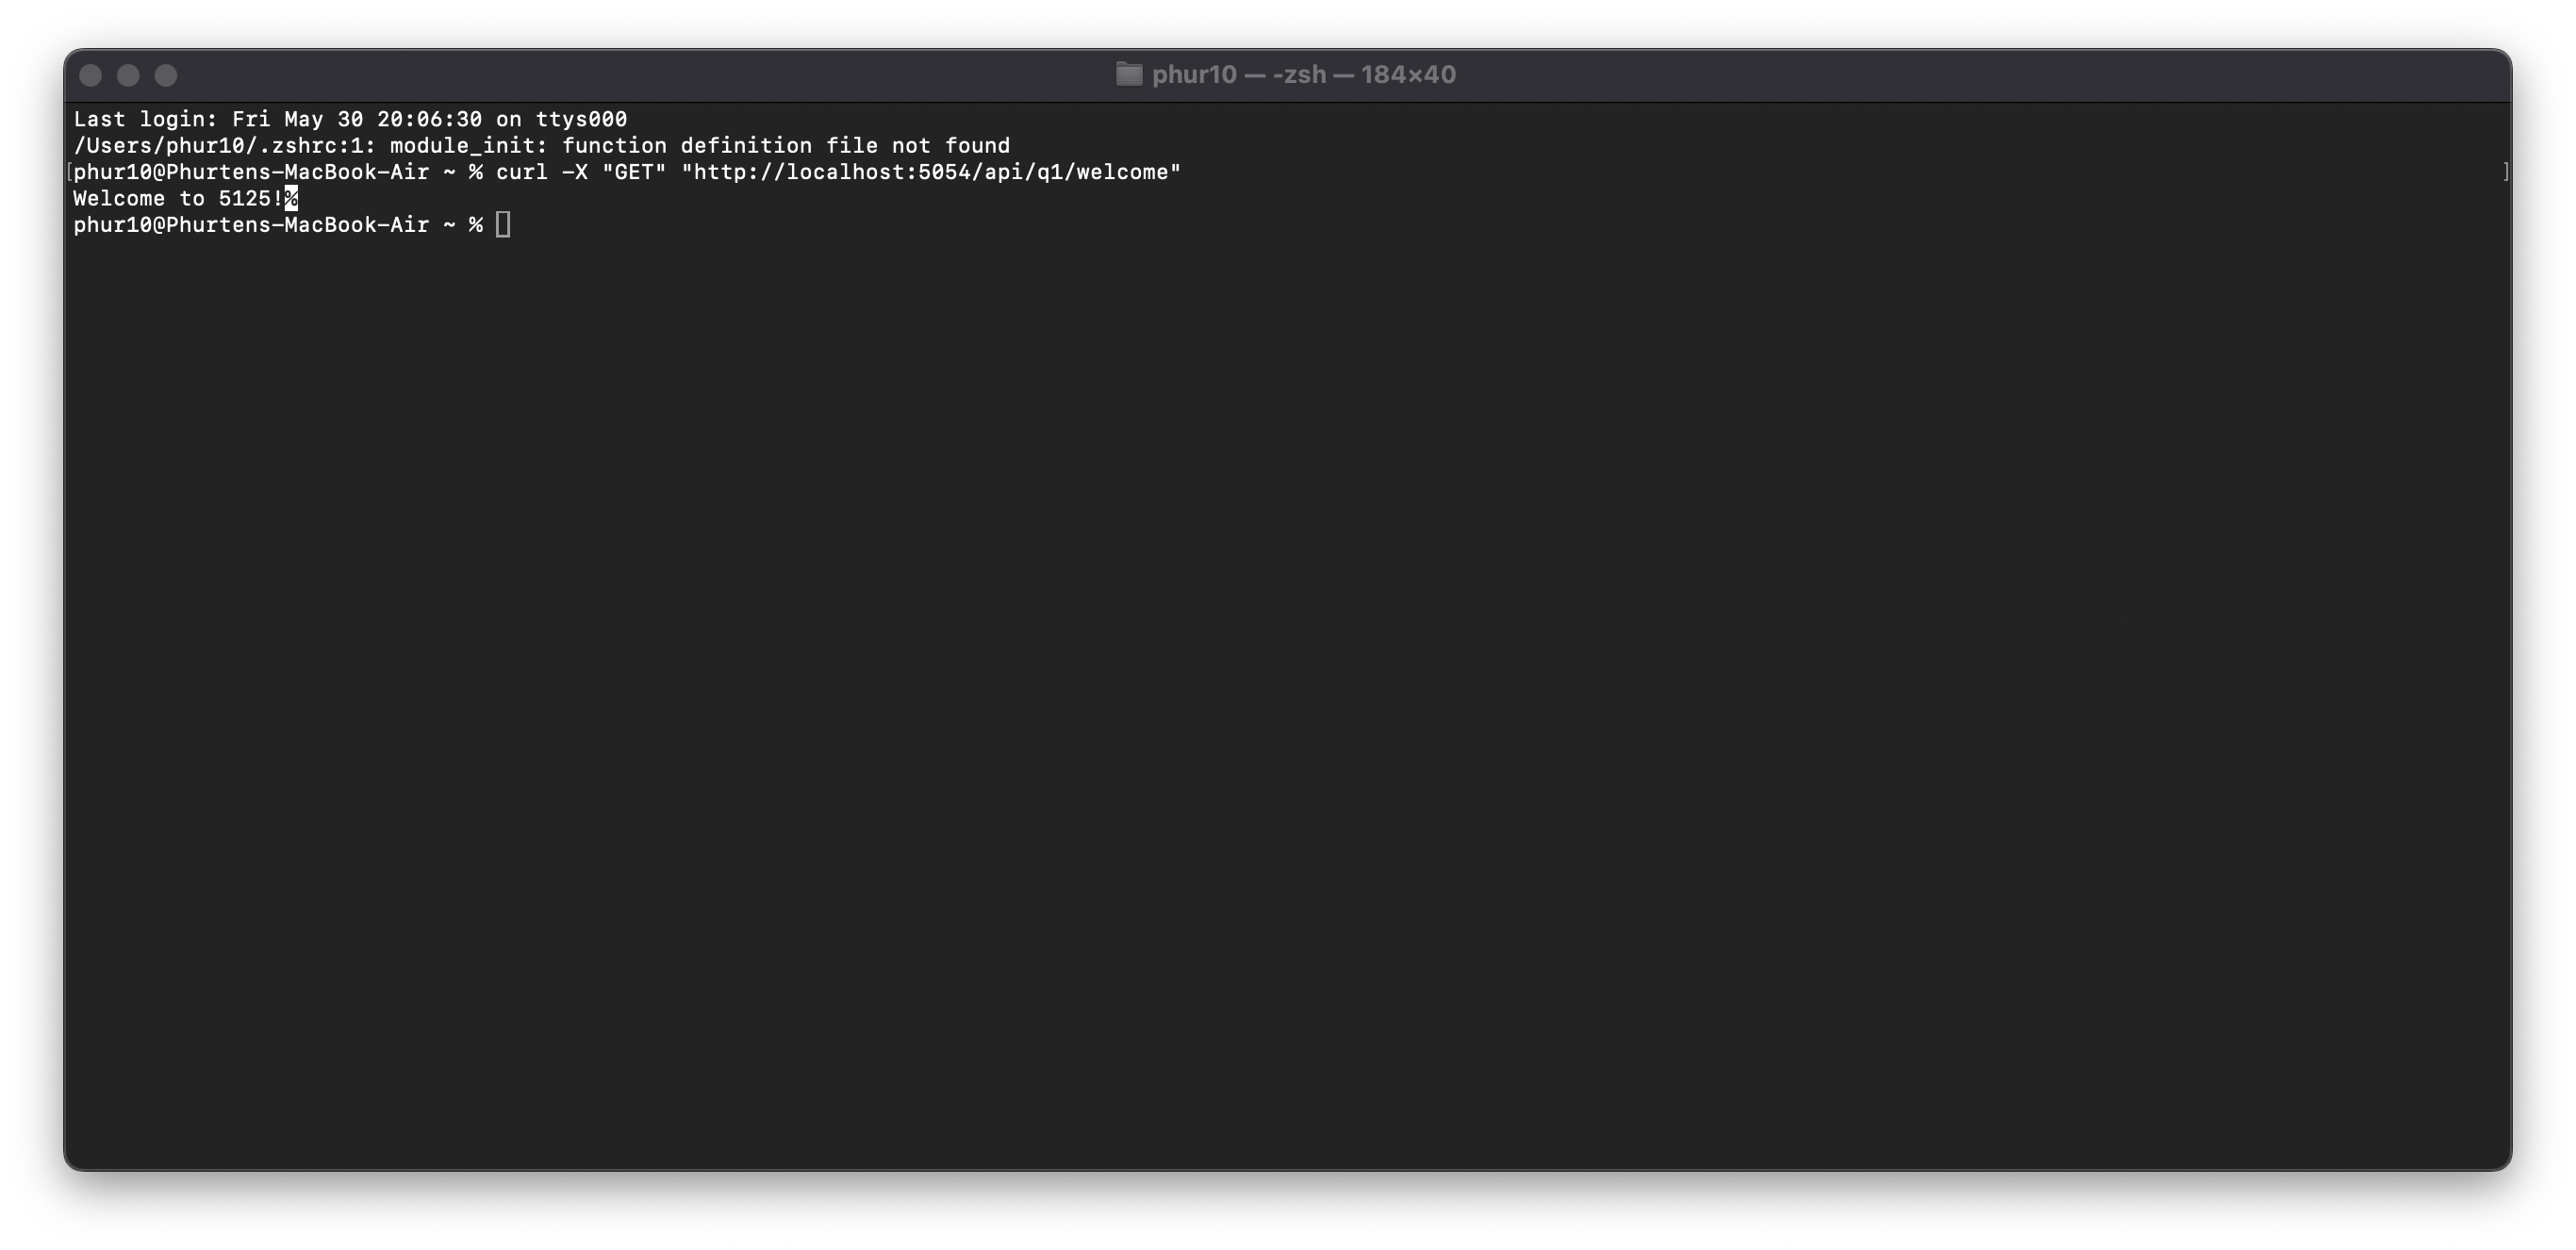 phur10 — -zsh — 184×40
Last login: Fri May 30 20:06:30 on ttys000
/Users/phur10/.zshrc:1: module_init: function definition file not found
[phur10@Phurtens-MacBook-Air ~ % curl -X "GET" "http://localhost:5054/api/q1/welcome" ]
Welcome to 5125!%
phur10@Phurtens-MacBook-Air ~ %